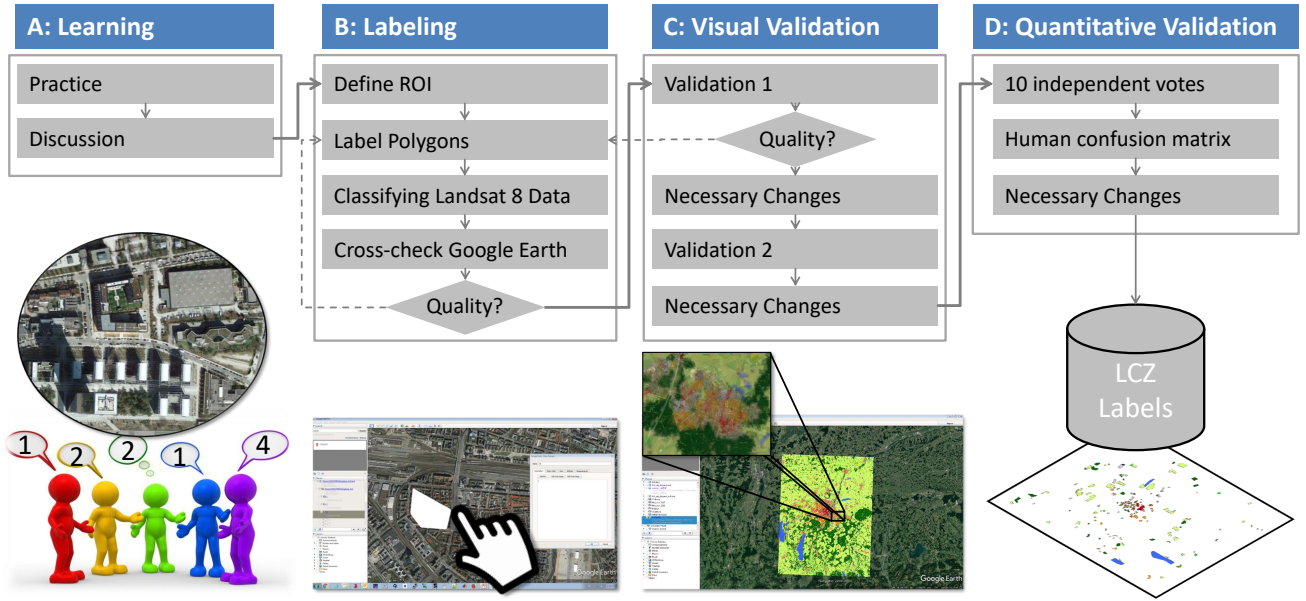 A: Learning
Practice
Discussion
B: Labeling
Define ROI
Label Polygons
Classifying Landsat 8 Data
Cross-check Google Earth
Quality?
C: Visual Validation
Validation 1
Quality?
Necessary Changes
Validation 2
Necessary Changes
D: Quantitative Validation
10 independent votes
Human confusion matrix
Necessary Changes
LCZ
Labels
1
2
2
1
4
Google Earth
Google Earth